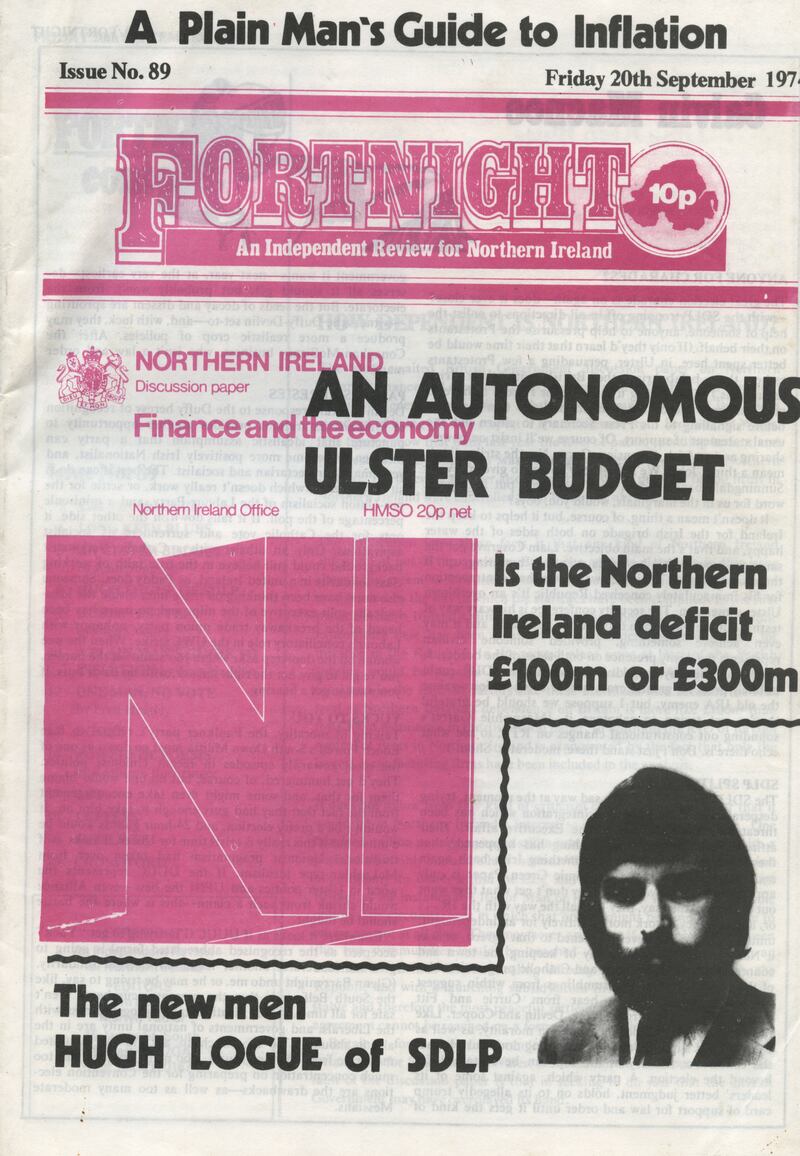 A Plain Man's Guide to Inflation
Issue No. 89
Friday 20th September 197
FORTNIGHT
10p
An Independent Review for Northern Ireland
NORTHERN IRELAND
Discussion paper
Finance and the economy
AN AUTONOMOUS
ULSTER BUDGET
Northern Ireland Office
HMSO 20p net
NI
Is the Northern
Ireland deficit
£100m or £300m
The new men
HUGH LOGUE of SDLP